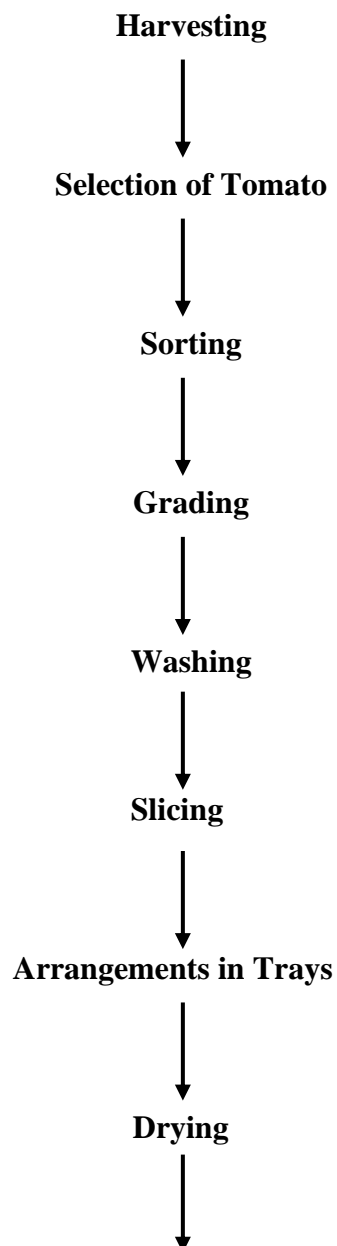 Harvesting
Selection of Tomato
Sorting
Grading
Washing
Slicing
Arrangements in Trays
Drying